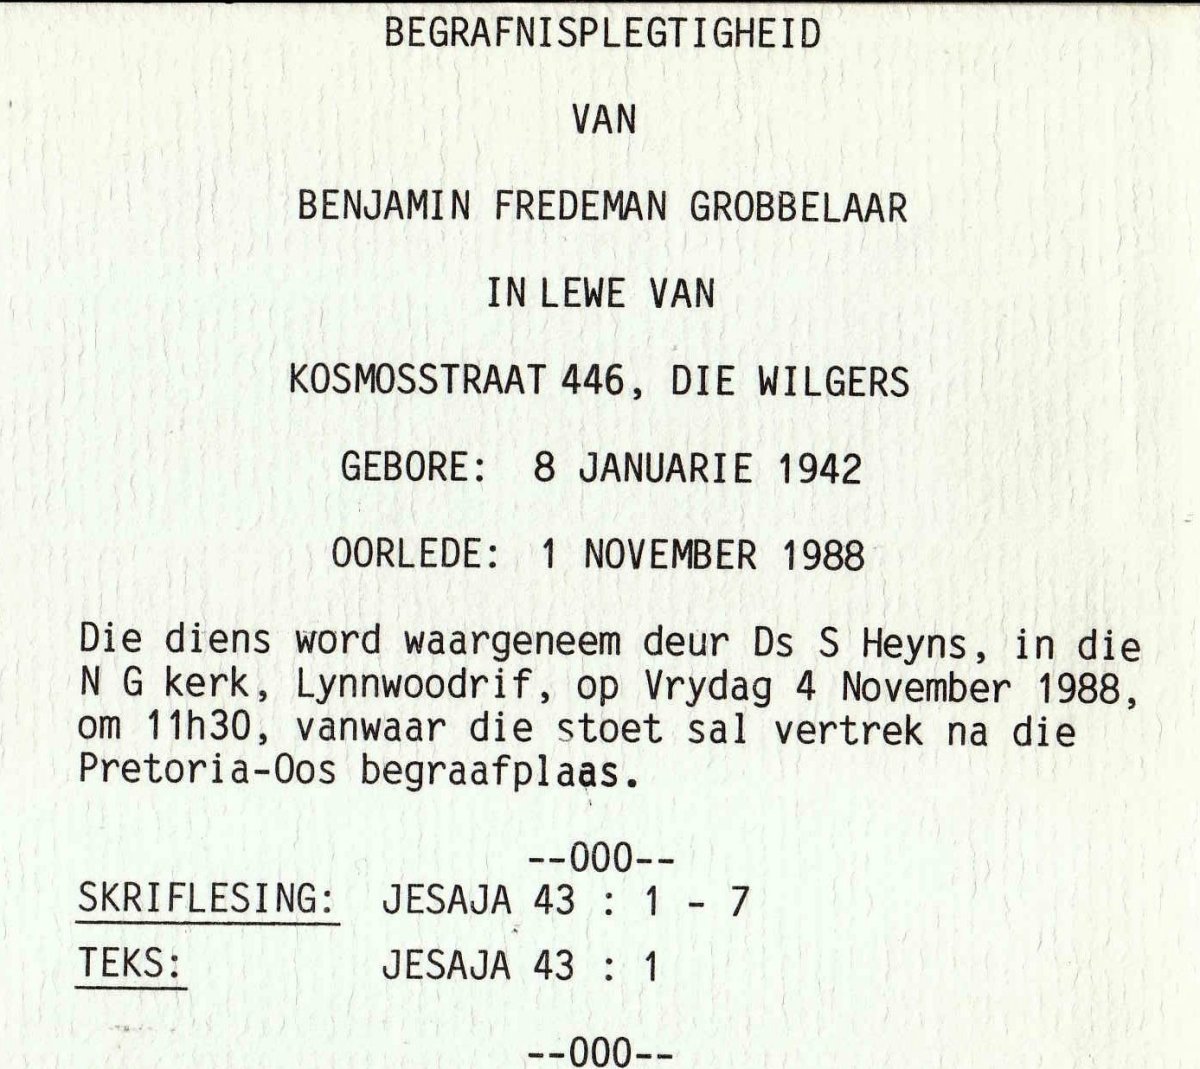 BEGRAFNISPLEGTIGHEID
VAN
BENJAMIN FREDEMAN GROBBELAAR
IN LEWE VAN
KOSMOSSTRAAT 446, DIE WILGERS
GEBORE: 8 JANUARIE 1942
OORLEDE: 1 NOVEMBER 1988
Die diens word waargeneem deur Ds S Heyns, in die
N G kerk, Lynnwoodrif, op Vrydag 4 November 1988,
om 11h30, vanwaar die stoet sal vertrek na die
Pretoria-Oos begraafplaas.
--000--
SKRIFLESING: JESAJA 43 : 1 - 7
TEKS: JESAJA 43 : 1
--000--